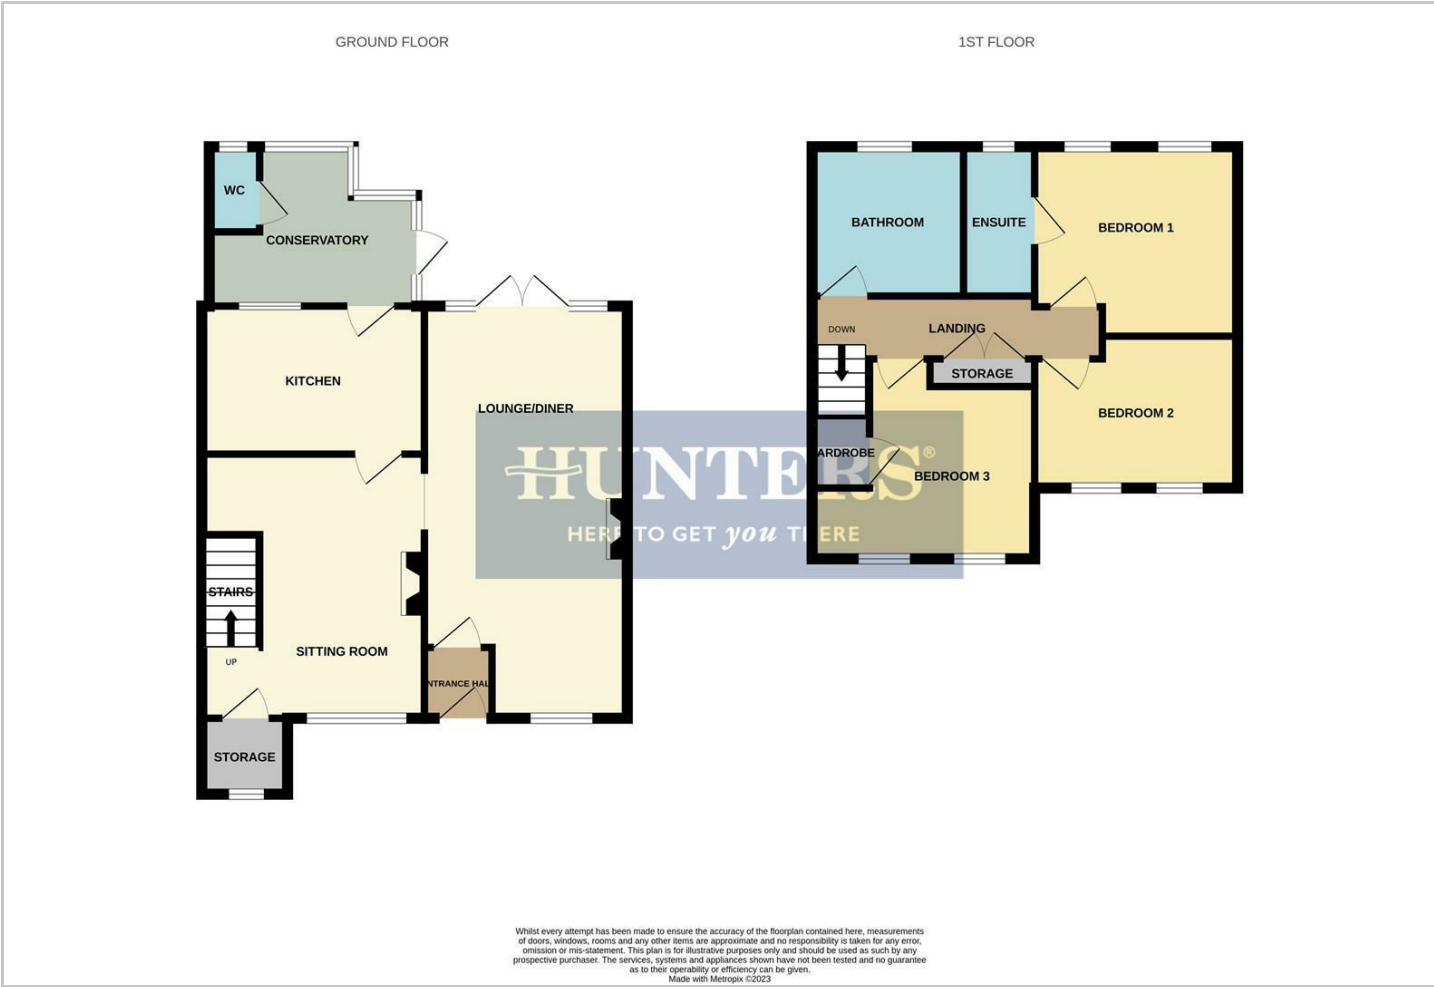 GROUND FLOOR
1ST FLOOR
WC
CONSERVATORY
KITCHEN
LOUNGE/DINER
STAIRS
SITTING ROOM
UP
NTRANCE HAL
STORAGE
BATHROOM
ENSUITE
BEDROOM 1
DOWN
LANDING
STORAGE
BEDROOM 2
ARDROBE
BEDROOM 3
HUNTERS®
HERE TO GET you THERE
Whilst every attempt has been made to ensure the accuracy of the floorplan contained here, measurements
of doors, windows, rooms and any other items are approximate and no responsibility is taken for any error,
omission or mis-statement. This plan is for illustrative purposes only and should be used as such by any
prospective purchaser. The services, systems and appliances shown have not been tested and no guarantee
as to their operability or efficiency can be given.
Made with Metropix ©2023